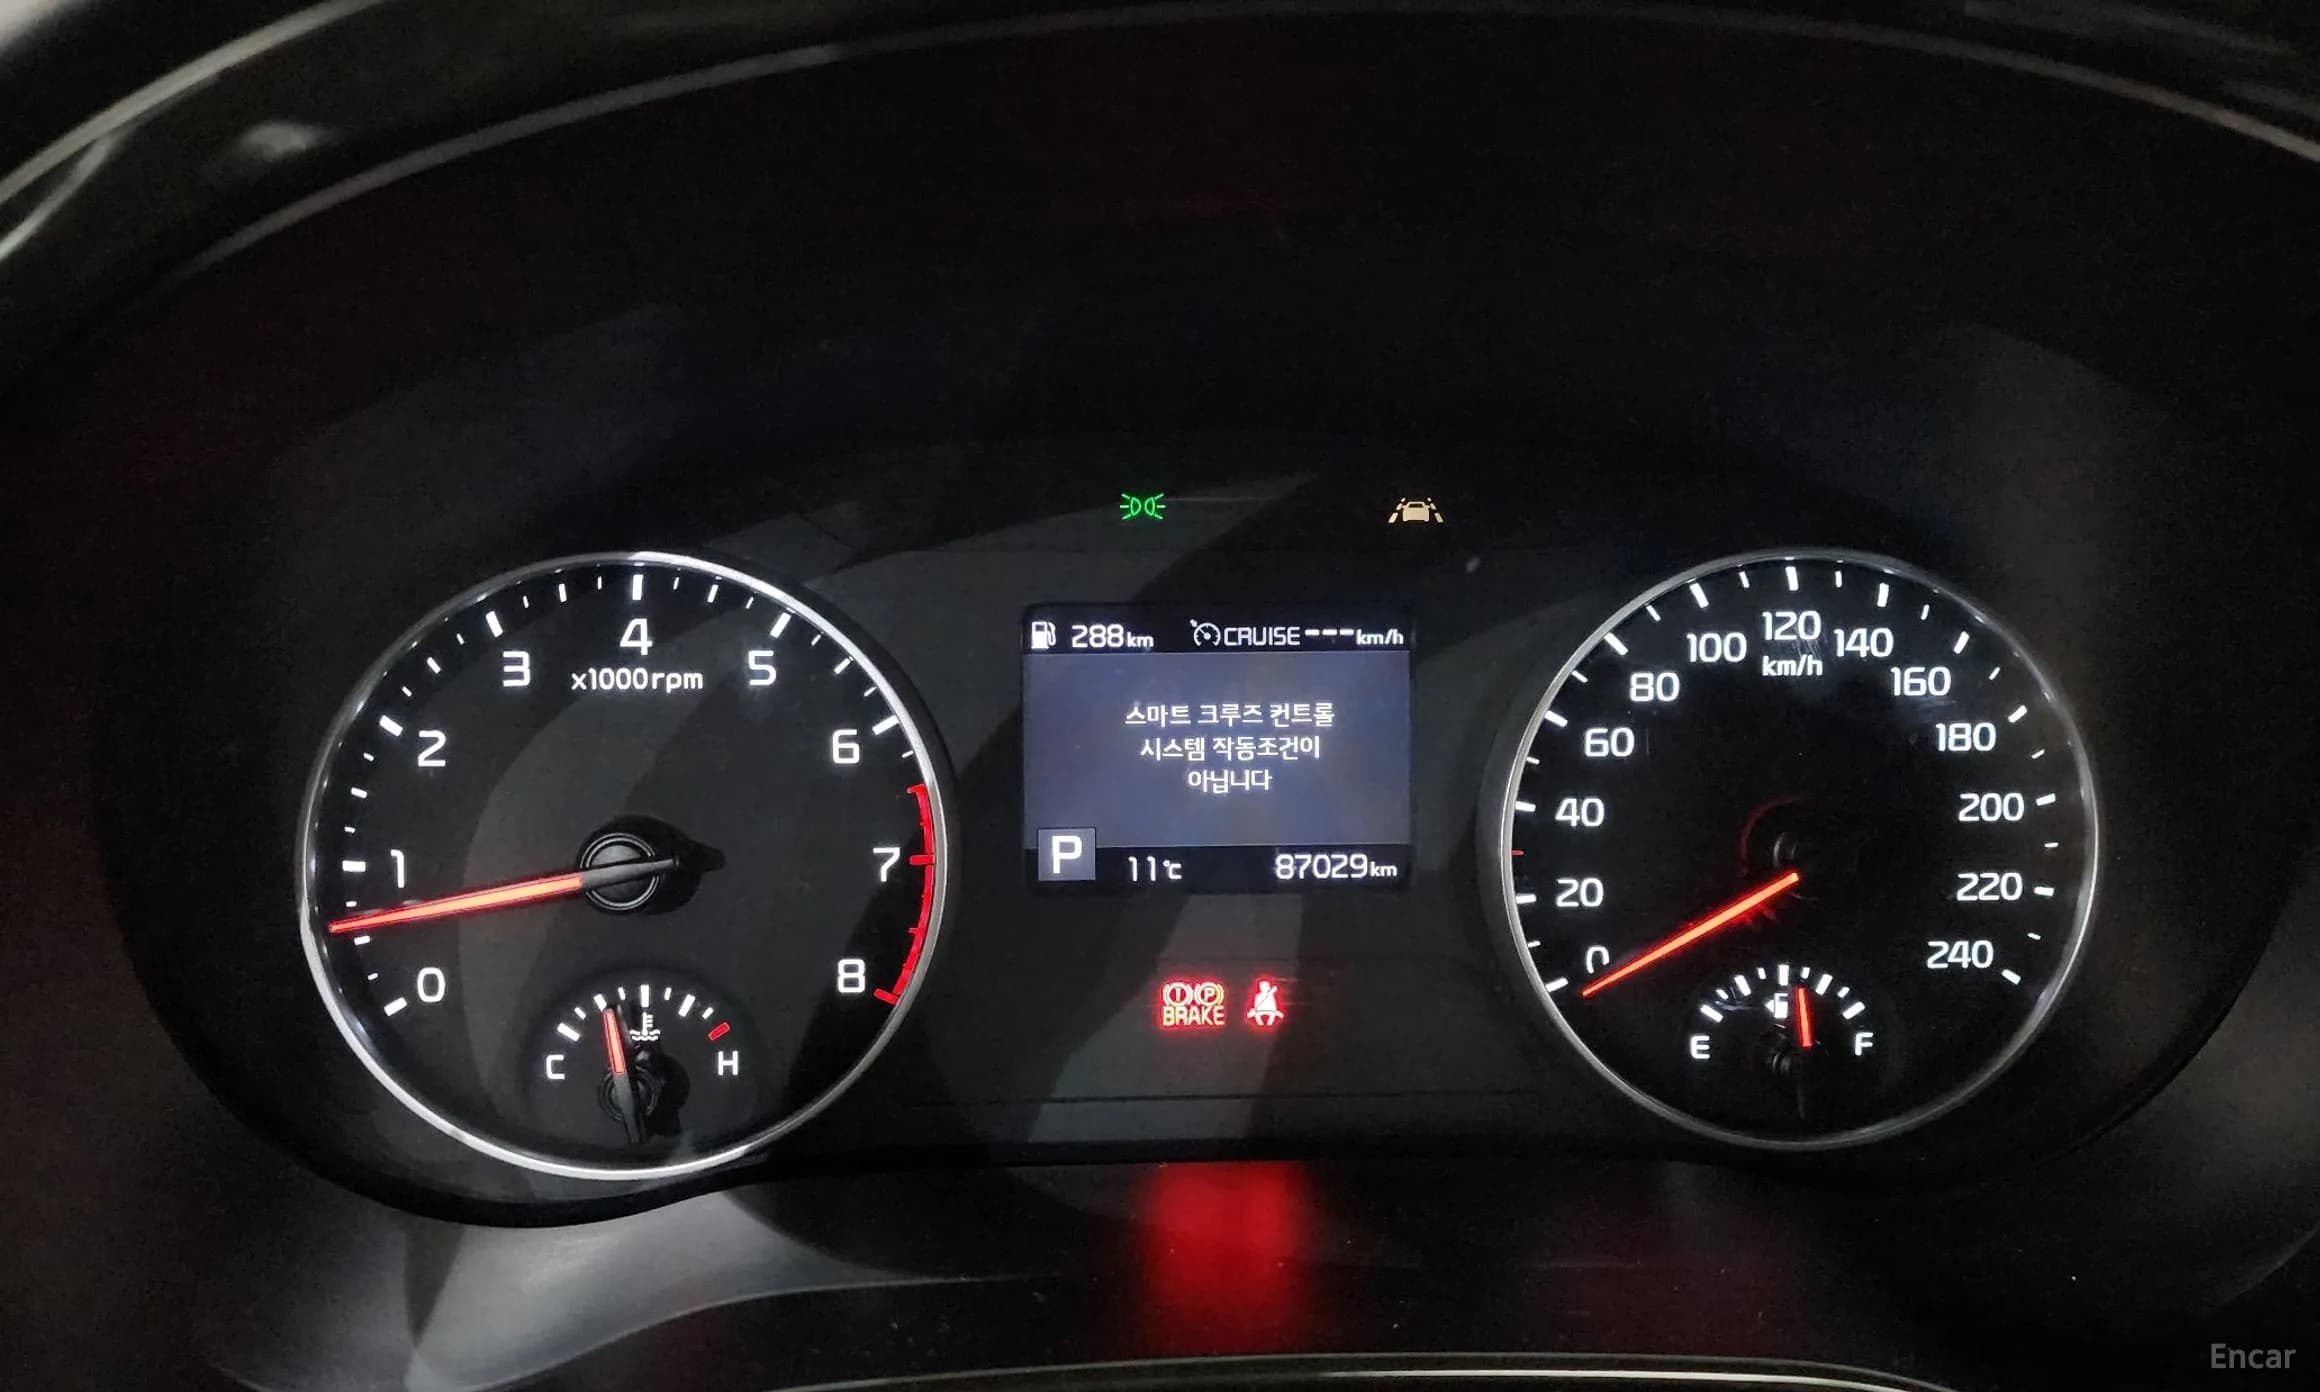 288km CRUISE---km/h
스마트 크루즈 컨트롤
시스템 작동조건이
아닙니다
P 11℃ 87029km
0 1 2 3 4 5 6 7 8
x1000rpm
C H
BRAKE
P
0 20 40 60 80 100 120 140 160 180 200 220 240
km/h
E F
Encar